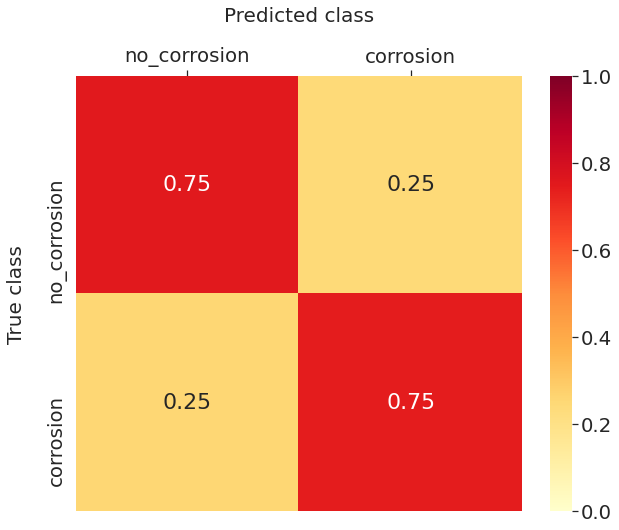 Predicted class
no_corrosion corrosion
True class
no_corrosion
0.75 0.25
corrosion
0.25 0.75
1.0
0.8
0.6
0.4
0.2
0.0